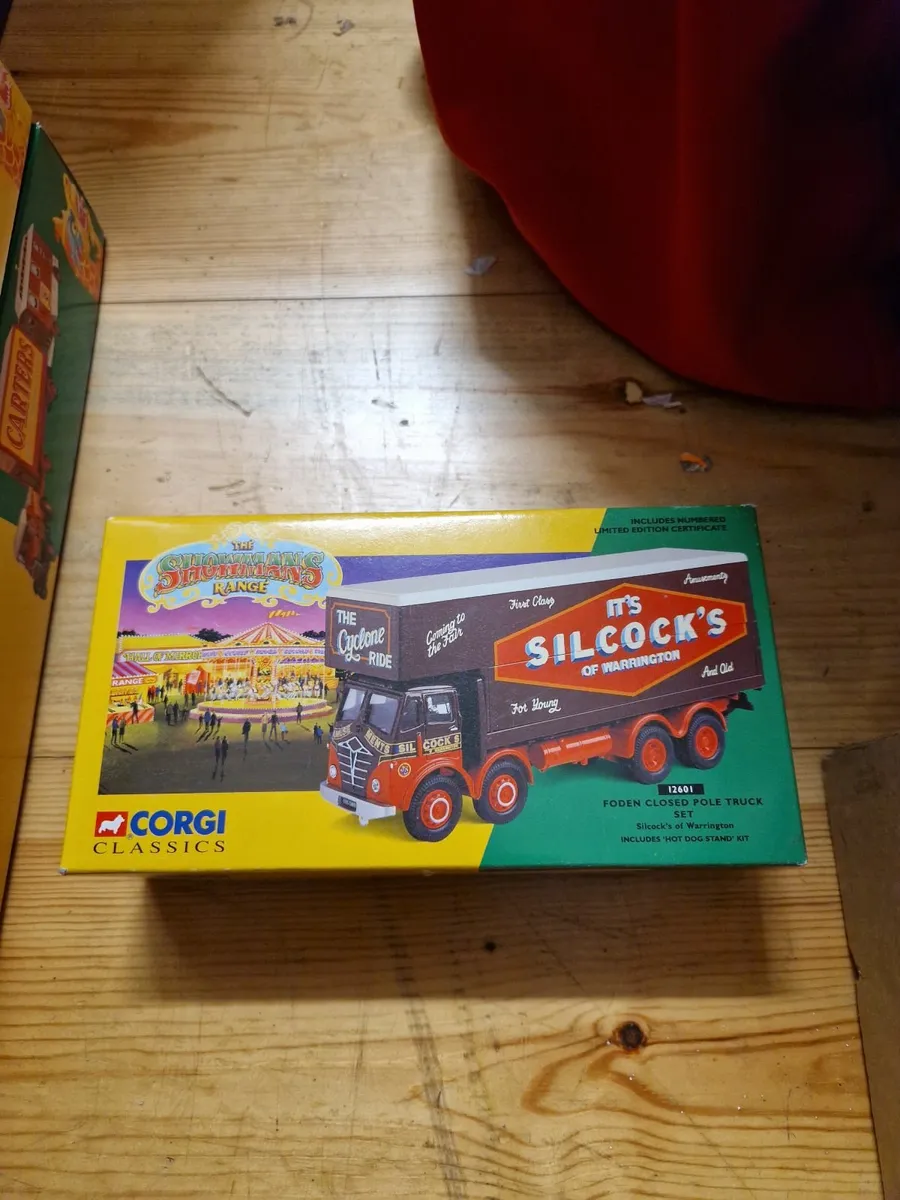 CARTERS
THE
SHOWMANS
RANGE
INCLUDES NUMBERED
LIMITED EDITION CERTIFICATE
THE
Cyclone
RIDE
Coming to
the Fair
First Class
Amusements
IT'S
SILCOCK'S
OF WARRINGTON
For Young
And Old
RANGE
SILCOCK'S
CORGI
CLASSICS
12601
FODEN CLOSED POLE TRUCK
SET
Silcock's of Warrington
INCLUDES 'HOT DOG STAND' KIT